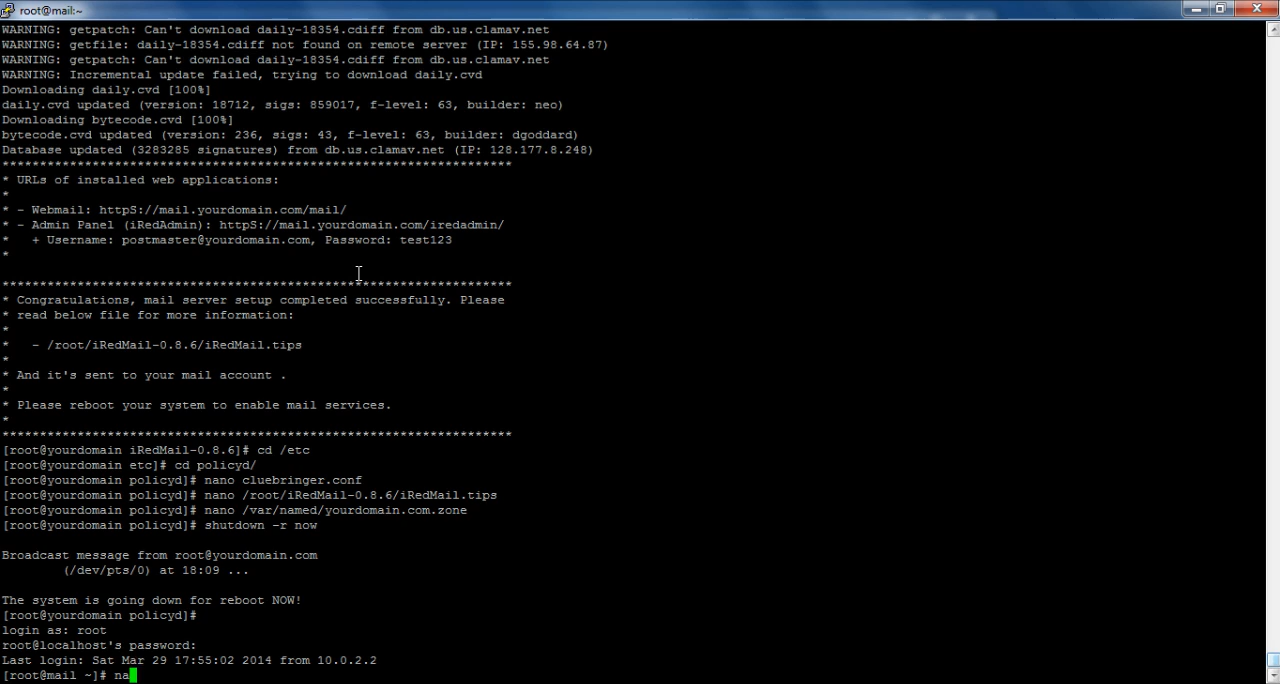 root@mail:~
WARNING: getpatch: Can't download daily-18354.cdiff from db.us.clamav.net
WARNING: getfile: daily-18354.cdiff not found on remote server (IP: 155.98.64.87)
WARNING: getpatch: Can't download daily-18354.cdiff from db.us.clamav.net
WARNING: Incremental update failed, trying to download daily.cvd
Downloading daily.cvd [100%]
daily.cvd updated (version: 18712, sigs: 859017, f-level: 63, builder: neo)
Downloading bytecode.cvd [100%]
bytecode.cvd updated (version: 236, sigs: 43, f-level: 63, builder: dgoddard)
Database updated (3283285 signatures) from db.us.clamav.net (IP: 128.177.8.248)
********************************************************************
* URLs of installed web applications:
*
* - Webmail: httpS://mail.yourdomain.com/mail/
* - Admin Panel (iRedAdmin): httpS://mail.yourdomain.com/iredadmin/
*   + Username: postmaster@yourdomain.com, Password: test123
*
********************************************************************
* Congratulations, mail server setup completed successfully. Please
* read below file for more information:
*
*   - /root/iRedMail-0.8.6/iRedMail.tips
*
* And it's sent to your mail account .
*
* Please reboot your system to enable mail services.
*
********************************************************************
[root@yourdomain iRedMail-0.8.6]# cd /etc
[root@yourdomain etc]# cd policyd/
[root@yourdomain policyd]# nano cluebringer.conf
[root@yourdomain policyd]# nano /root/iRedMail-0.8.6/iRedMail.tips
[root@yourdomain policyd]# nano /var/named/yourdomain.com.zone
[root@yourdomain policyd]# shutdown -r now
Broadcast message from root@yourdomain.com
(/dev/pts/0) at 18:09 ...
The system is going down for reboot NOW!
[root@yourdomain policyd]#
login as: root
root@localhost's password:
Last login: Sat Mar 29 17:55:02 2014 from 10.0.2.2
[root@mail ~]# na